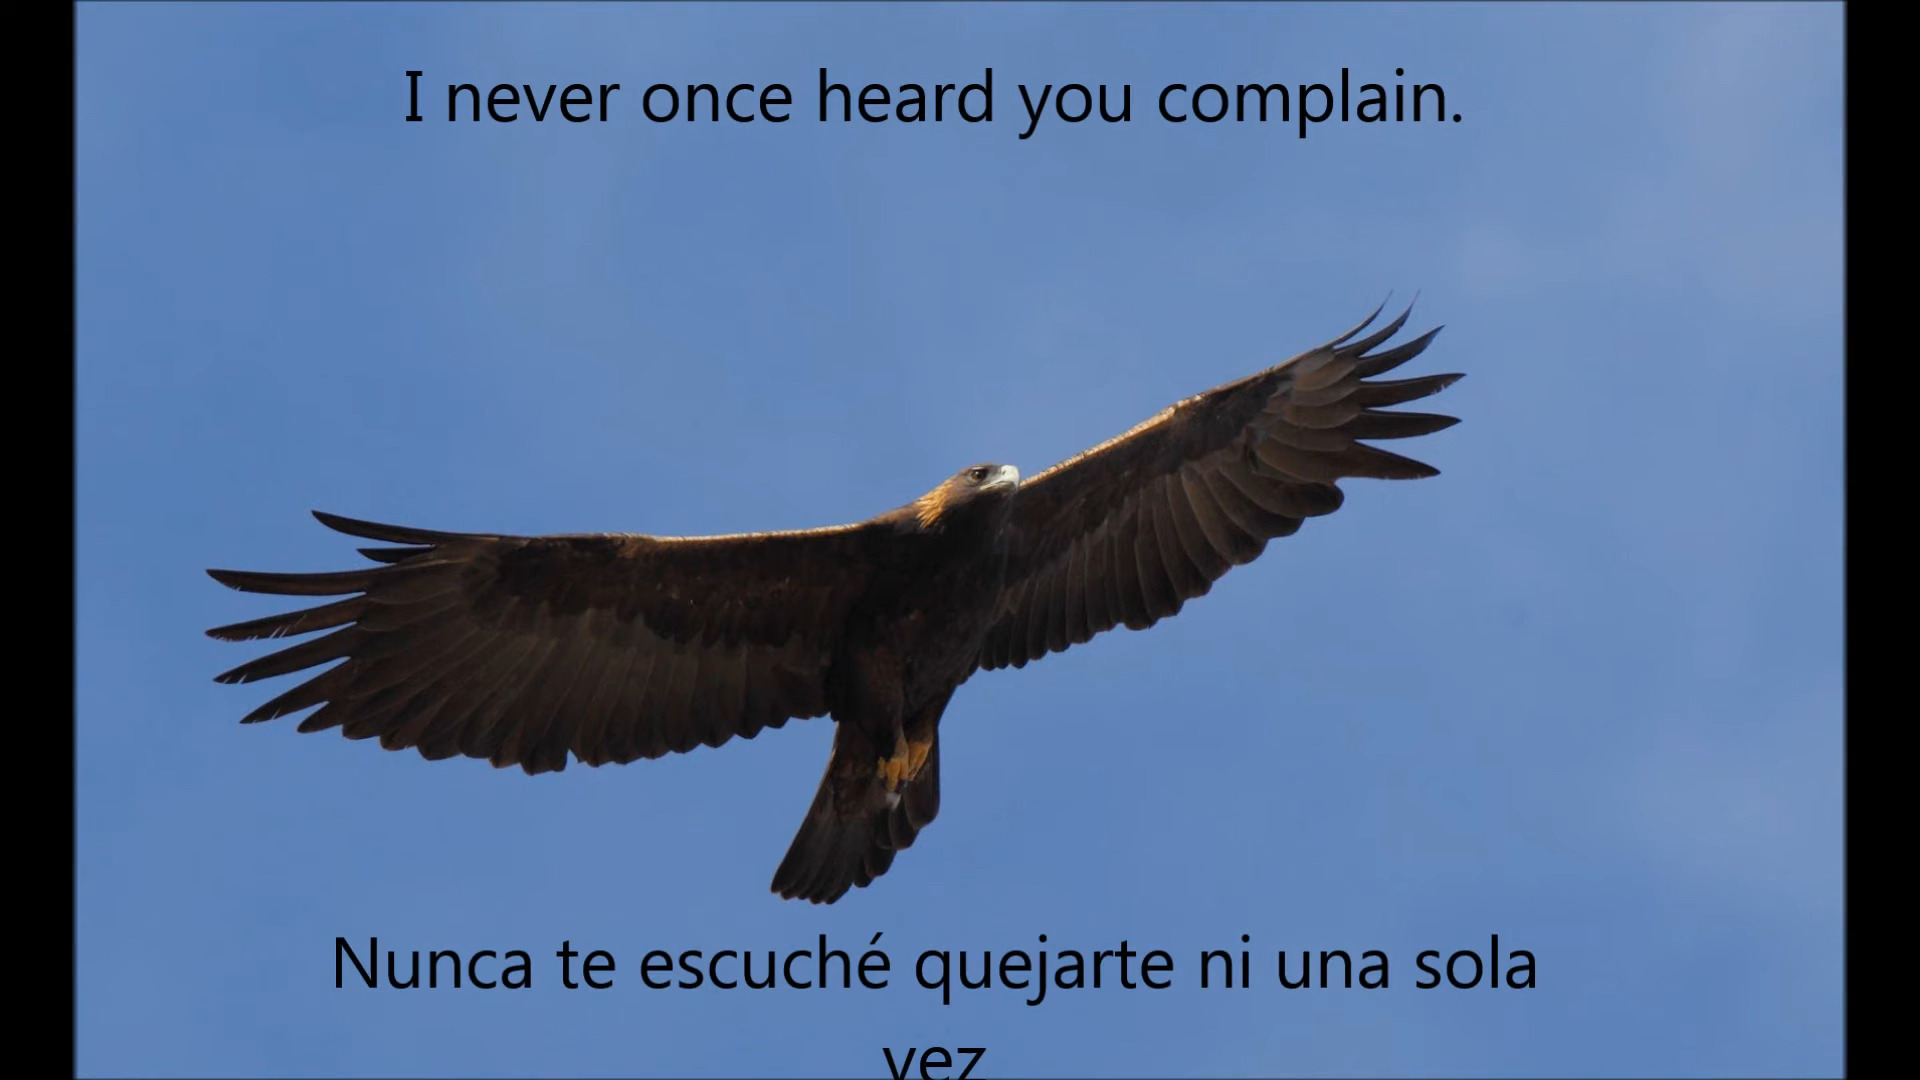 I never once heard you complain.
Nunca te escuché quejarte ni una sola
vez